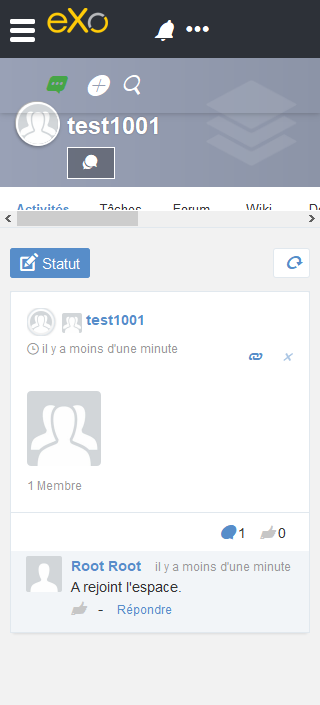 eXo
test1001
Activités Tâches Forum Wiki
Statut
test1001
il y a moins d'une minute
1 Membre
1 0
Root Root il y a moins d'une minute
A rejoint l'espace.
- Répondre